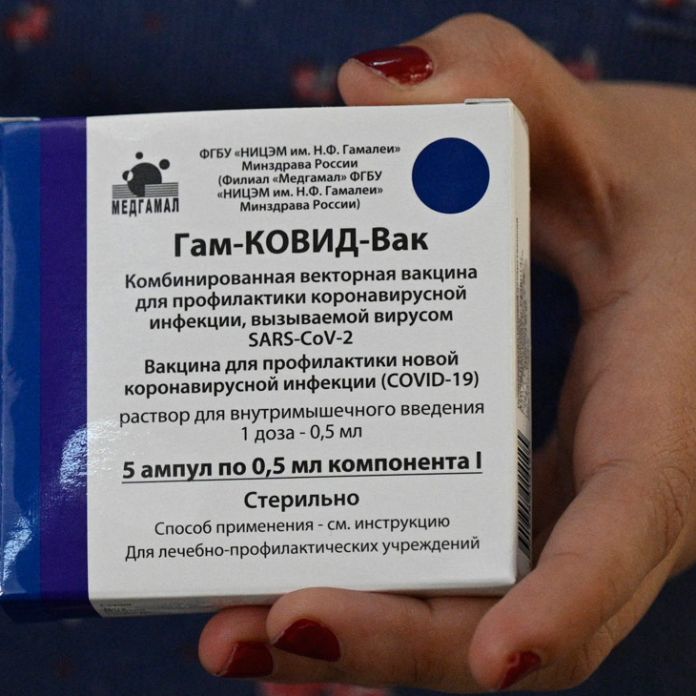 ФГБУ «НИЦЭМ им. Н.Ф. Гамалеи»
Минздрава России
(Филиал «Медгамал» ФГБУ
«НИЦЭМ им. Н.Ф. Гамалеи»
Минздрава России)
МЕДГАМАЛ
Гам-КОВИД-Вак
Комбинированная векторная вакцина
для профилактики коронавирусной
инфекции, вызываемой вирусом
SARS-CoV-2
Вакцина для профилактики новой
коронавирусной инфекции (COVID-19)
раствор для внутримышечного введения
1 доза - 0,5 мл
5 ампул по 0,5 мл компонента I
Стерильно
Способ применения - см. инструкцию
Для лечебно-профилактических учреждений